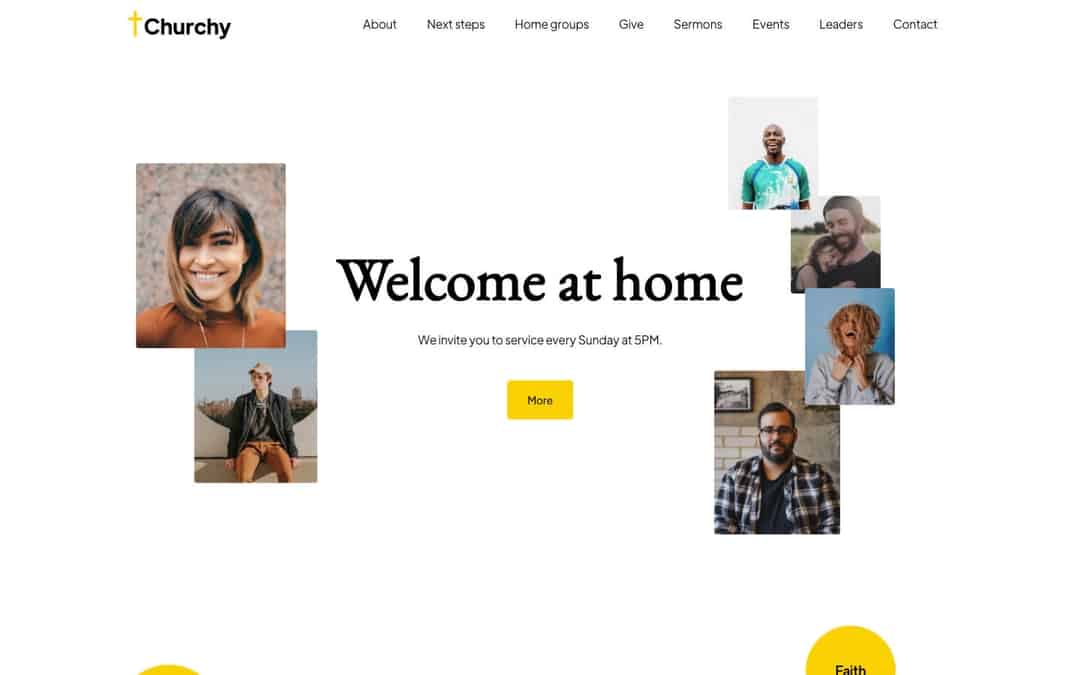 Churchy
About
Next steps
Home groups
Give
Sermons
Events
Leaders
Contact
Welcome at home
We invite you to service every Sunday at 5PM.
More
Faith